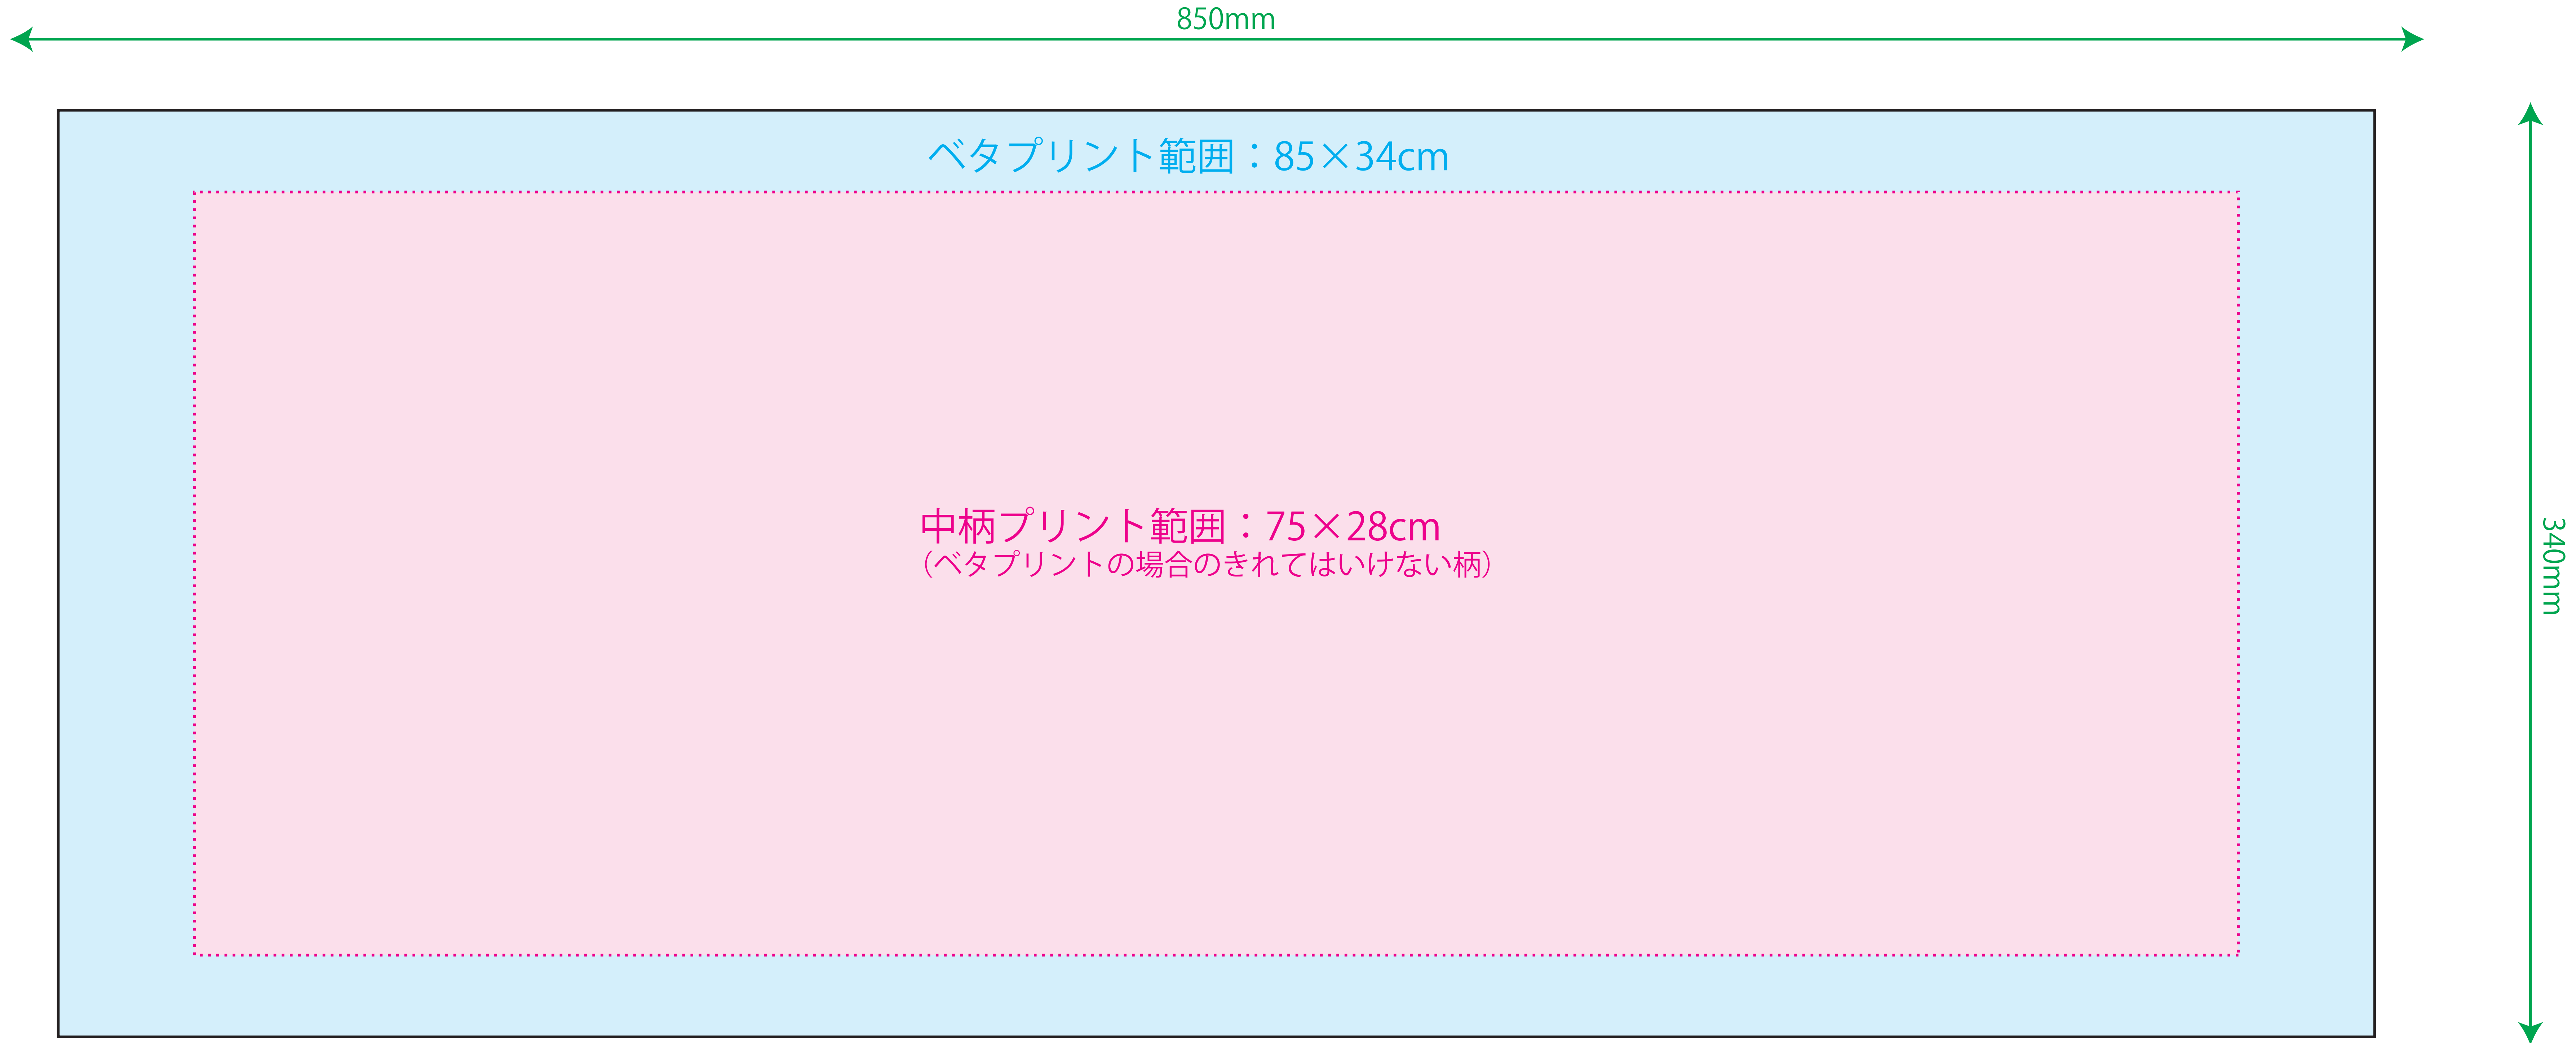 850mm
ベタプリント範囲：85×34cm
中柄プリント範囲：75×28cm
（ベタプリントの場合のきれてはいけない柄）
340mm